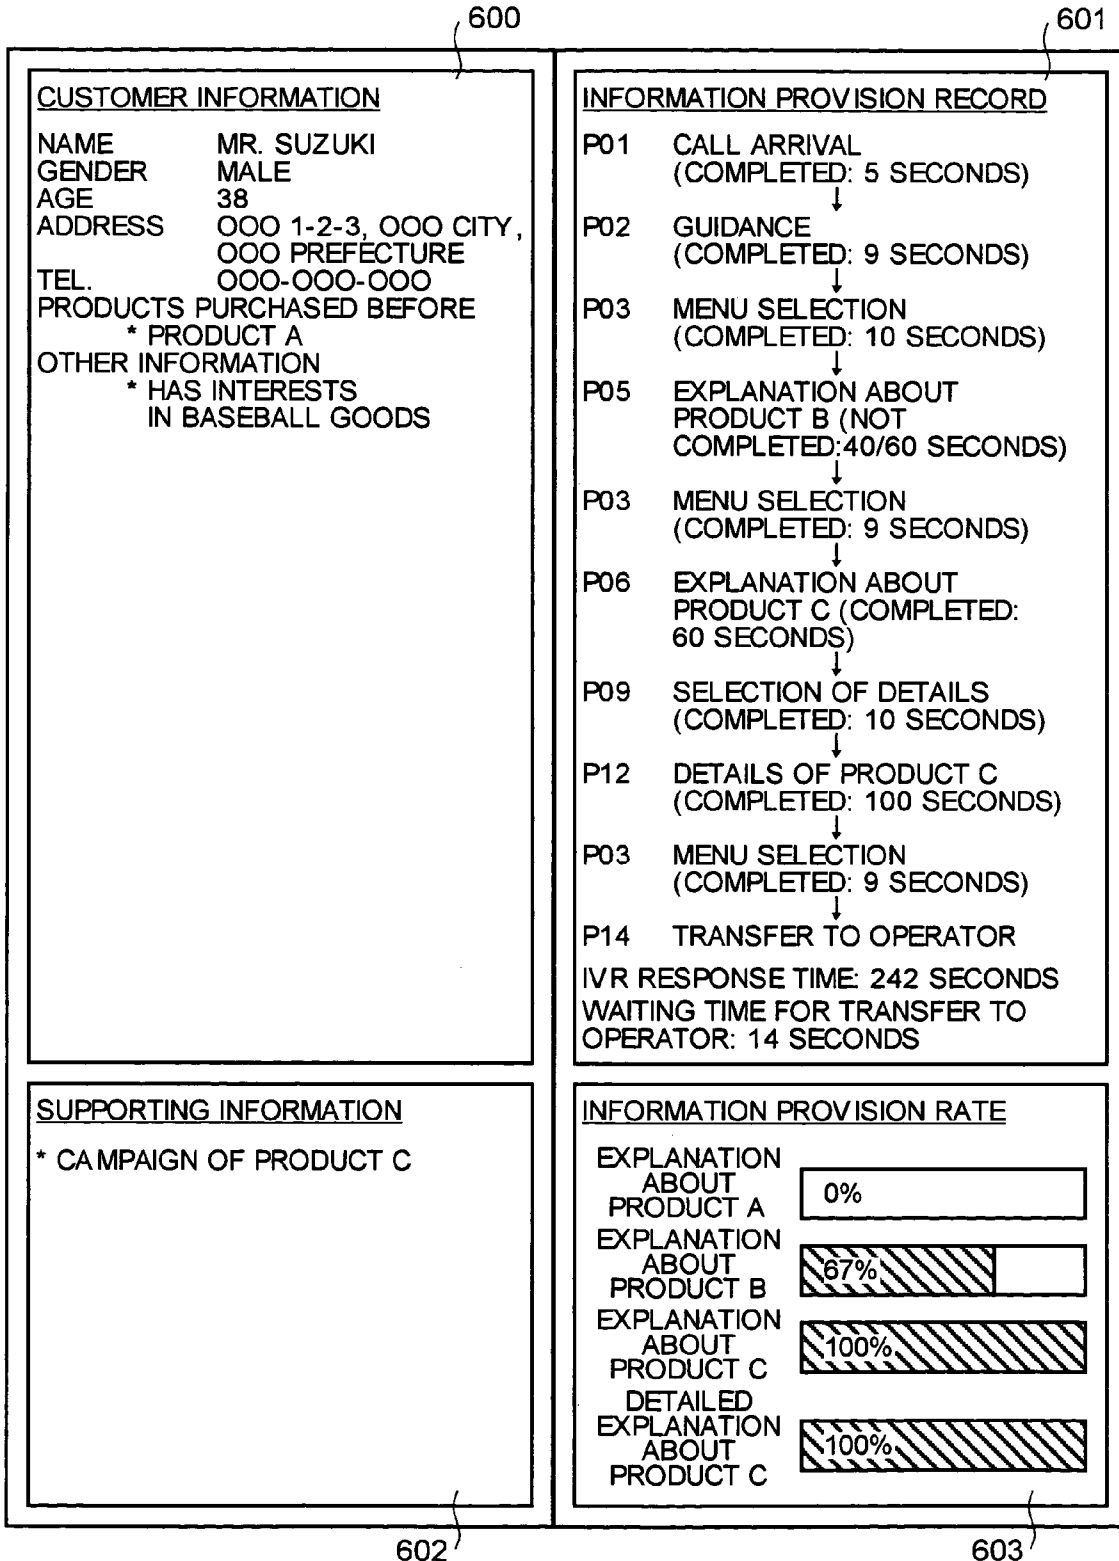 600
601
CUSTOMER INFORMATION
NAME MR. SUZUKI
GENDER MALE
AGE 38
ADDRESS OOO 1-2-3, OOO CITY,
OOO PREFECTURE
TEL. OOO-OOO-OOO
PRODUCTS PURCHASED BEFORE
* PRODUCT A
OTHER INFORMATION
* HAS INTERESTS
IN BASEBALL GOODS
INFORMATION PROVISION RECORD
P01 CALL ARRIVAL
(COMPLETED: 5 SECONDS)
P02 GUIDANCE
(COMPLETED: 9 SECONDS)
P03 MENU SELECTION
(COMPLETED: 10 SECONDS)
P05 EXPLANATION ABOUT
PRODUCT B (NOT
COMPLETED:40/60 SECONDS)
P03 MENU SELECTION
(COMPLETED: 9 SECONDS)
P06 EXPLANATION ABOUT
PRODUCT C (COMPLETED:
60 SECONDS)
P09 SELECTION OF DETAILS
(COMPLETED: 10 SECONDS)
P12 DETAILS OF PRODUCT C
(COMPLETED: 100 SECONDS)
P03 MENU SELECTION
(COMPLETED: 9 SECONDS)
P14 TRANSFER TO OPERATOR
IVR RESPONSE TIME: 242 SECONDS
WAITING TIME FOR TRANSFER TO
OPERATOR: 14 SECONDS
SUPPORTING INFORMATION
* CAMPAIGN OF PRODUCT C
INFORMATION PROVISION RATE
EXPLANATION
ABOUT
PRODUCT A
0%
EXPLANATION
ABOUT
PRODUCT B
67%
EXPLANATION
ABOUT
PRODUCT C
100%
DETAILED
EXPLANATION
ABOUT
PRODUCT C
100%
602
603